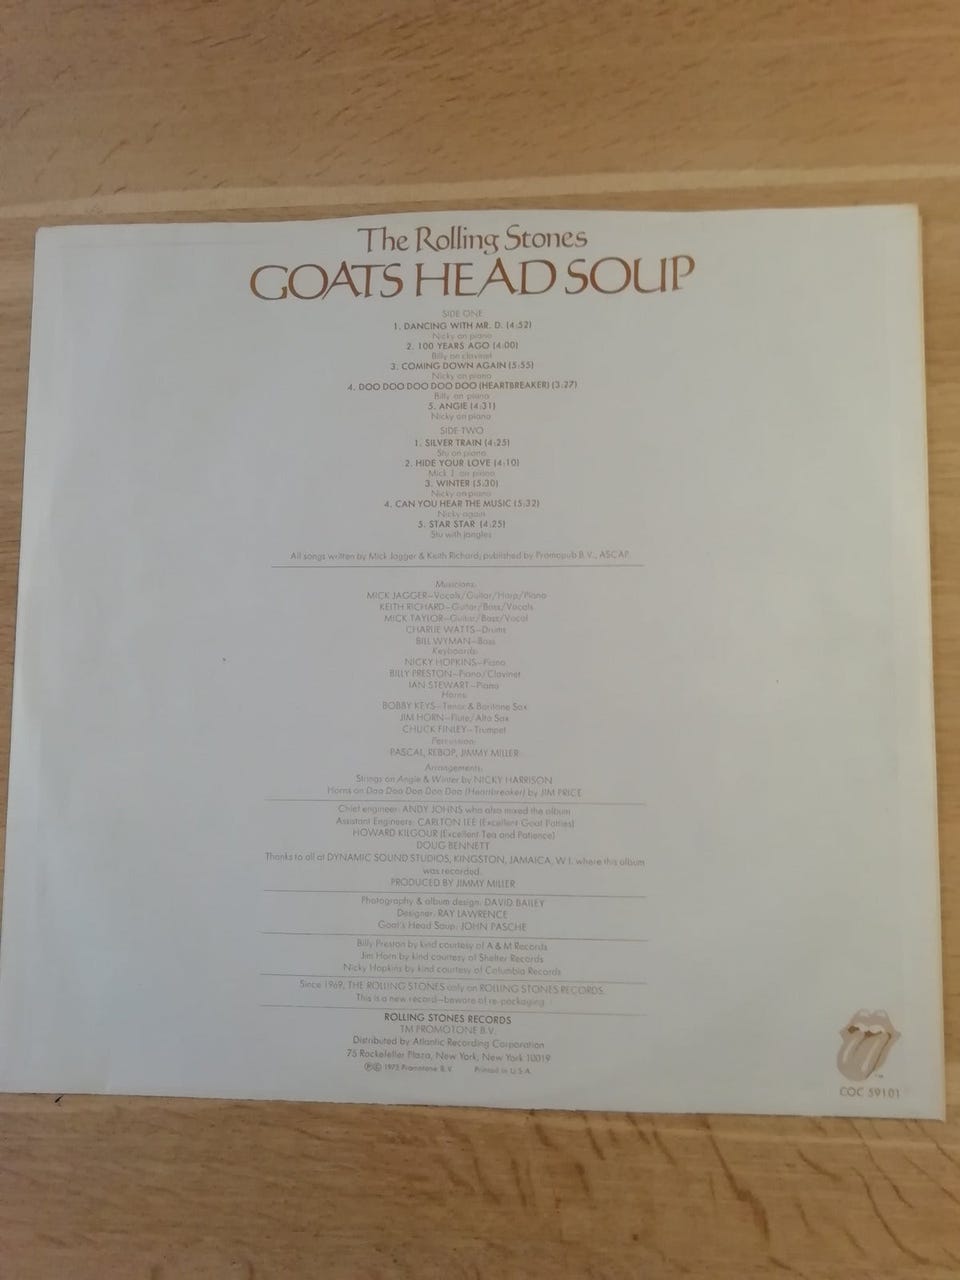 The Rolling Stones
GOATS HEAD SOUP
SIDE ONE
1. DANCING WITH MR. D. (4:52)
Nicky on piano
2. 100 YEARS AGO (4:00)
Billy on clavinet
3. COMING DOWN AGAIN (5:55)
Nicky on piano
4. DOO DOO DOO DOO DOO (HEARTBREAKER) (3:27)
Billy on piano
5. ANGIE (4:31)
Nicky on piano
SIDE TWO
1. SILVER TRAIN (4:25)
Stu on piano
2. HIDE YOUR LOVE (4:10)
Mick J. on piano
3. WINTER (5:30)
Nicky on piano
4. CAN YOU HEAR THE MUSIC (5:32)
Nicky again
5. STAR STAR (4:25)
Stu with jangles
All songs written by Mick Jagger & Keith Richard; published by Promopub B.V., ASCAP
Musicians:
MICK JAGGER—Vocals/Guitar/Harp/Piano
KEITH RICHARD—Guitar/Bass/Vocals
MICK TAYLOR—Guitar/Bass/Vocal
CHARLIE WATTS—Drums
BILL WYMAN—Bass
Keyboards:
NICKY HOPKINS—Piano
BILLY PRESTON—Piano/Clavinet
IAN STEWART—Piano
Horns:
BOBBY KEYS—Tenor & Baritone Sax
JIM HORN—Flute/Alto Sax
CHUCK FINLEY—Trumpet
Percussion:
PASCAL, REBOP, JIMMY MILLER
Arrangements:
Strings on Angie & Winter by NICKY HARRISON
Horns on Doo Doo Doo Doo Doo (Heartbreaker) by JIM PRICE
Chief engineer: ANDY JOHNS who also mixed the album
Assistant Engineers: CARLTON LEE (Excellent Goat Patties)
HOWARD KILGOUR (Excellent Tea and Patience)
DOUG BENNETT
Thanks to all at DYNAMIC SOUND STUDIOS, KINGSTON, JAMAICA, W.I. where this album
was recorded.
PRODUCED BY JIMMY MILLER
Photography & album design: DAVID BAILEY
Designer: RAY LAWRENCE
Goat's Head Soup: JOHN PASCHE
Billy Preston by kind courtesy of A & M Records
Jim Horn by kind courtesy of Shelter Records
Nicky Hopkins by kind courtesy of Columbia Records
Since 1969, THE ROLLING STONES only on ROLLING STONES RECORDS.
This is a new record—beware of re-packaging
ROLLING STONES RECORDS
TM PROMOTONE B.V.
Distributed by Atlantic Recording Corporation
75 Rockefeller Plaza, New York, New York 10019
℗© 1973 Promotone B.V. Printed in U.S.A.
TM
COC 59101